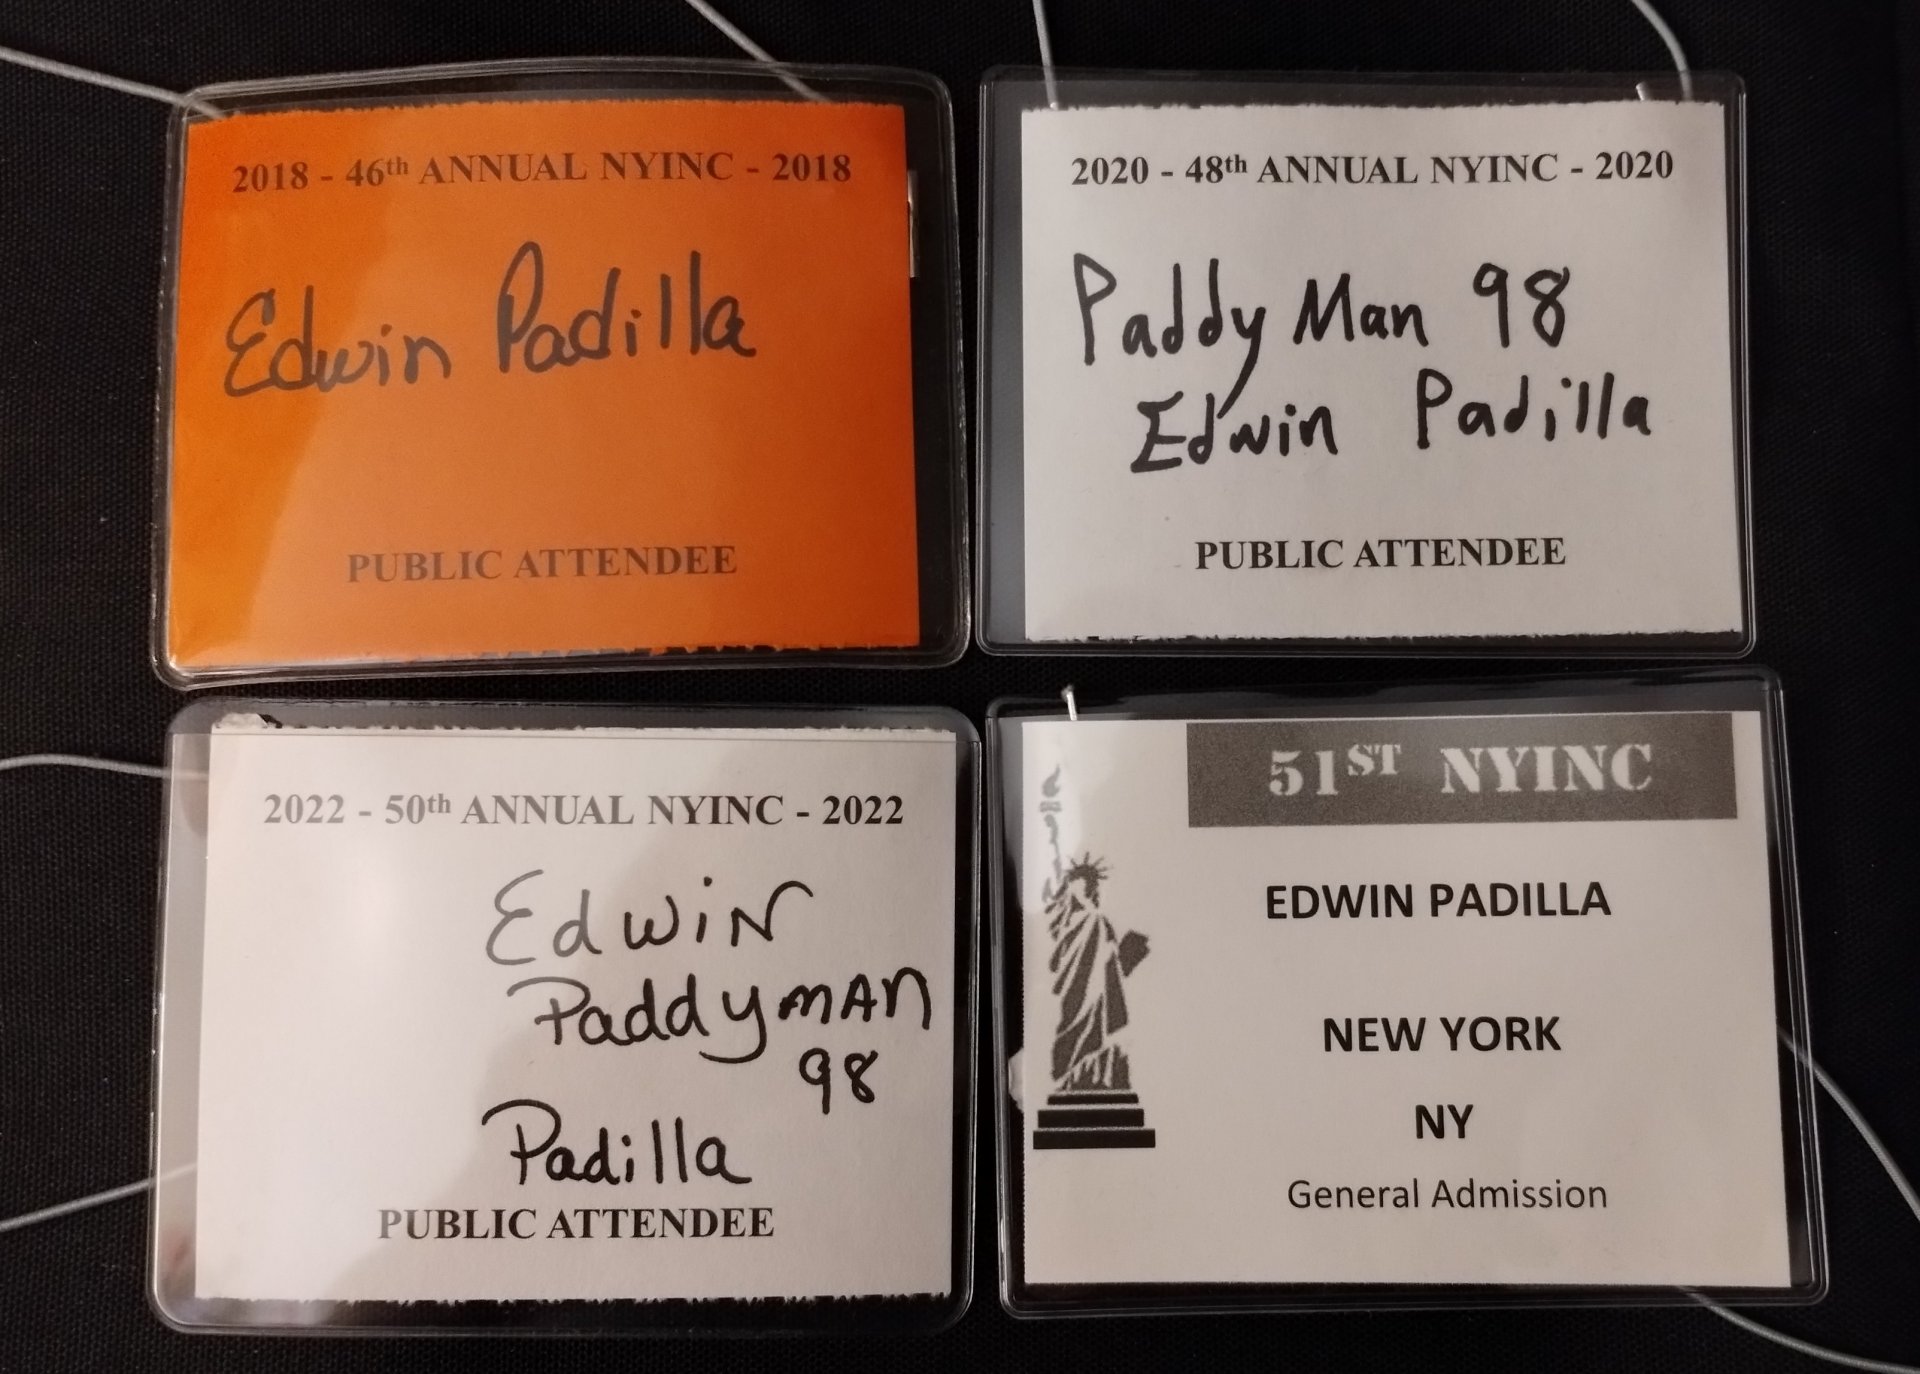 2018 - 46th ANNUAL NYINC - 2018
Edwin Padilla
PUBLIC ATTENDEE
2020 - 48th ANNUAL NYINC - 2020
Paddy Man 98
Edwin Padilla
PUBLIC ATTENDEE
2022 - 50th ANNUAL NYINC - 2022
EdwiN
PaddymAn
98
Padilla
PUBLIC ATTENDEE
51ST NYINC
EDWIN PADILLA
NEW YORK
NY
General Admission